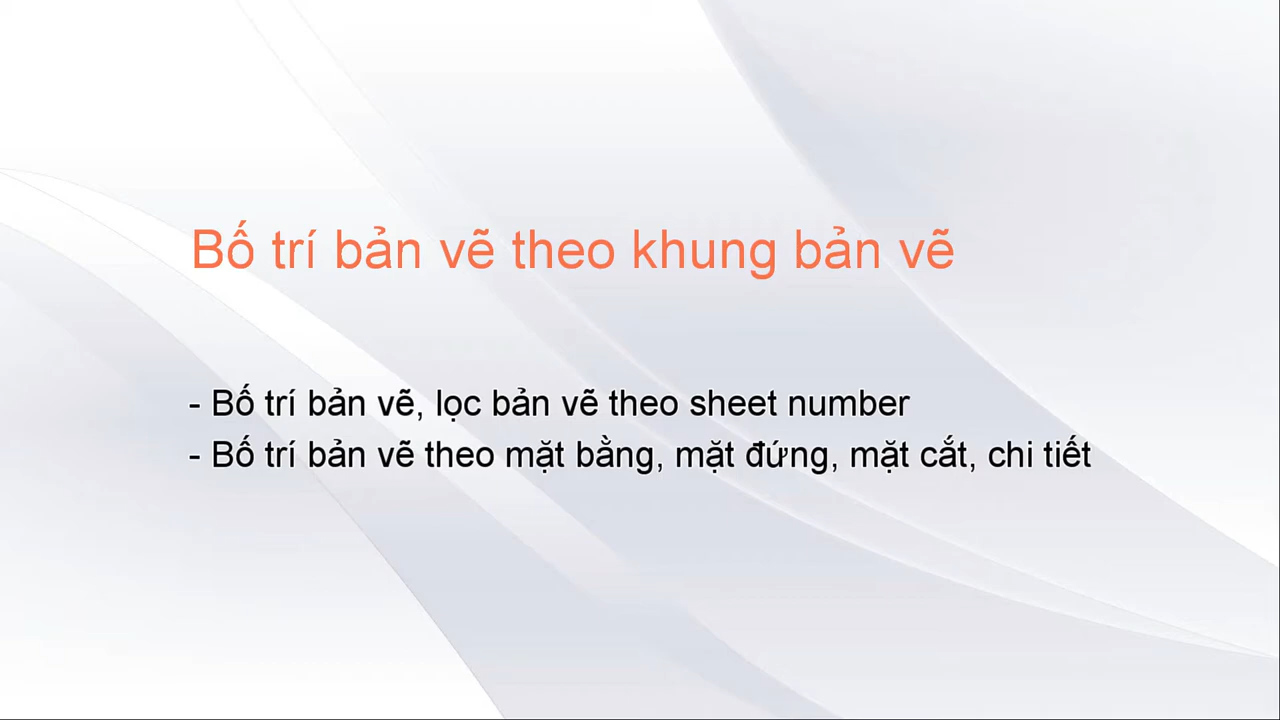 Bố trí bản vẽ theo khung bản vẽ
- Bố trí bản vẽ, lọc bản vẽ theo sheet number
- Bố trí bản vẽ theo mặt bằng, mặt đứng, mặt cắt, chi tiết